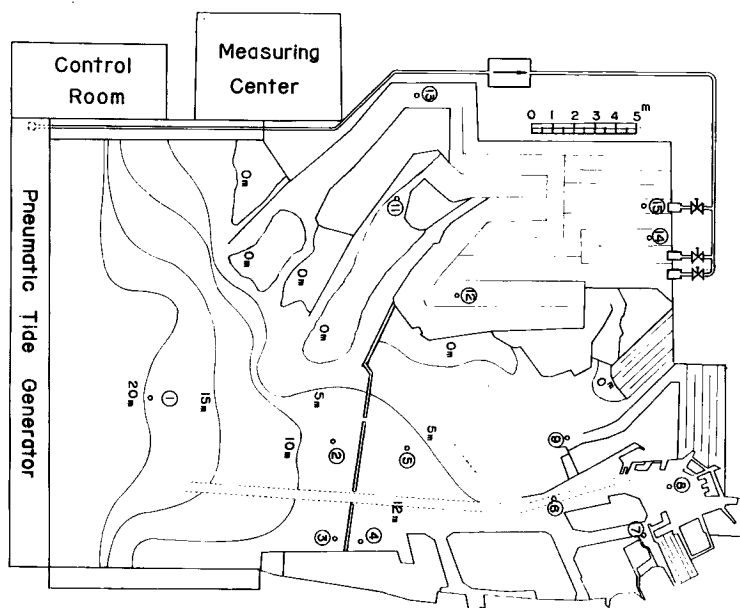 Control
Room
Measuring
Center
m
0 1 2 3 4 5
Pneumatic Tide Generator
13
11
15
14
12
0m
0m
0m
0m
0m
0m
20m
15m
10m
5m
5m
12m
1
2
3
4
5
6
7
8
9